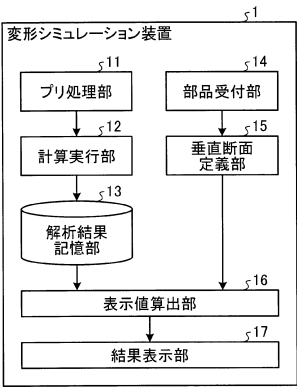 1
変形シミュレーション装置
11
プリ処理部
14
部品受付部
12
計算実行部
15
垂直断面
定義部
13
解析結果
記憶部
16
表示値算出部
17
結果表示部